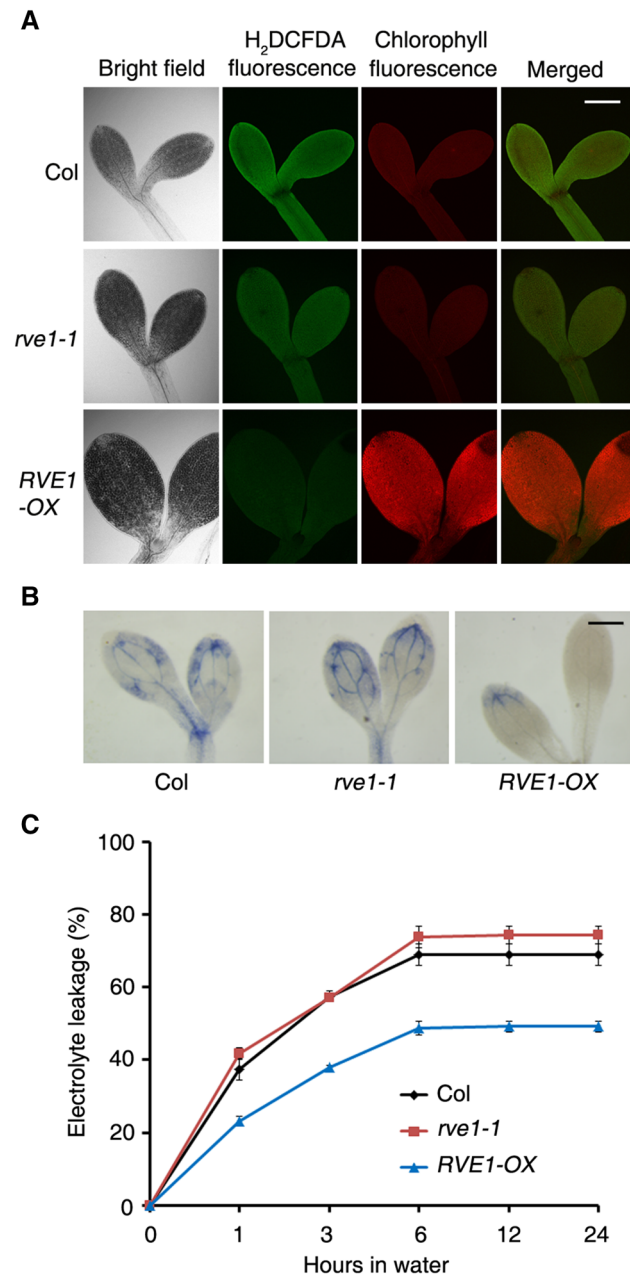 A
Bright field
H₂DCFDA
fluorescence
Chlorophyll
fluorescence
Merged
Col
rve1-1
RVE1
-OX
B
Col
rve1-1
RVE1-OX
C
Electrolyte leakage (%)
100
80
60
40
20
0
Col
rve1-1
RVE1-OX
0 1 3 6 12 24
Hours in water